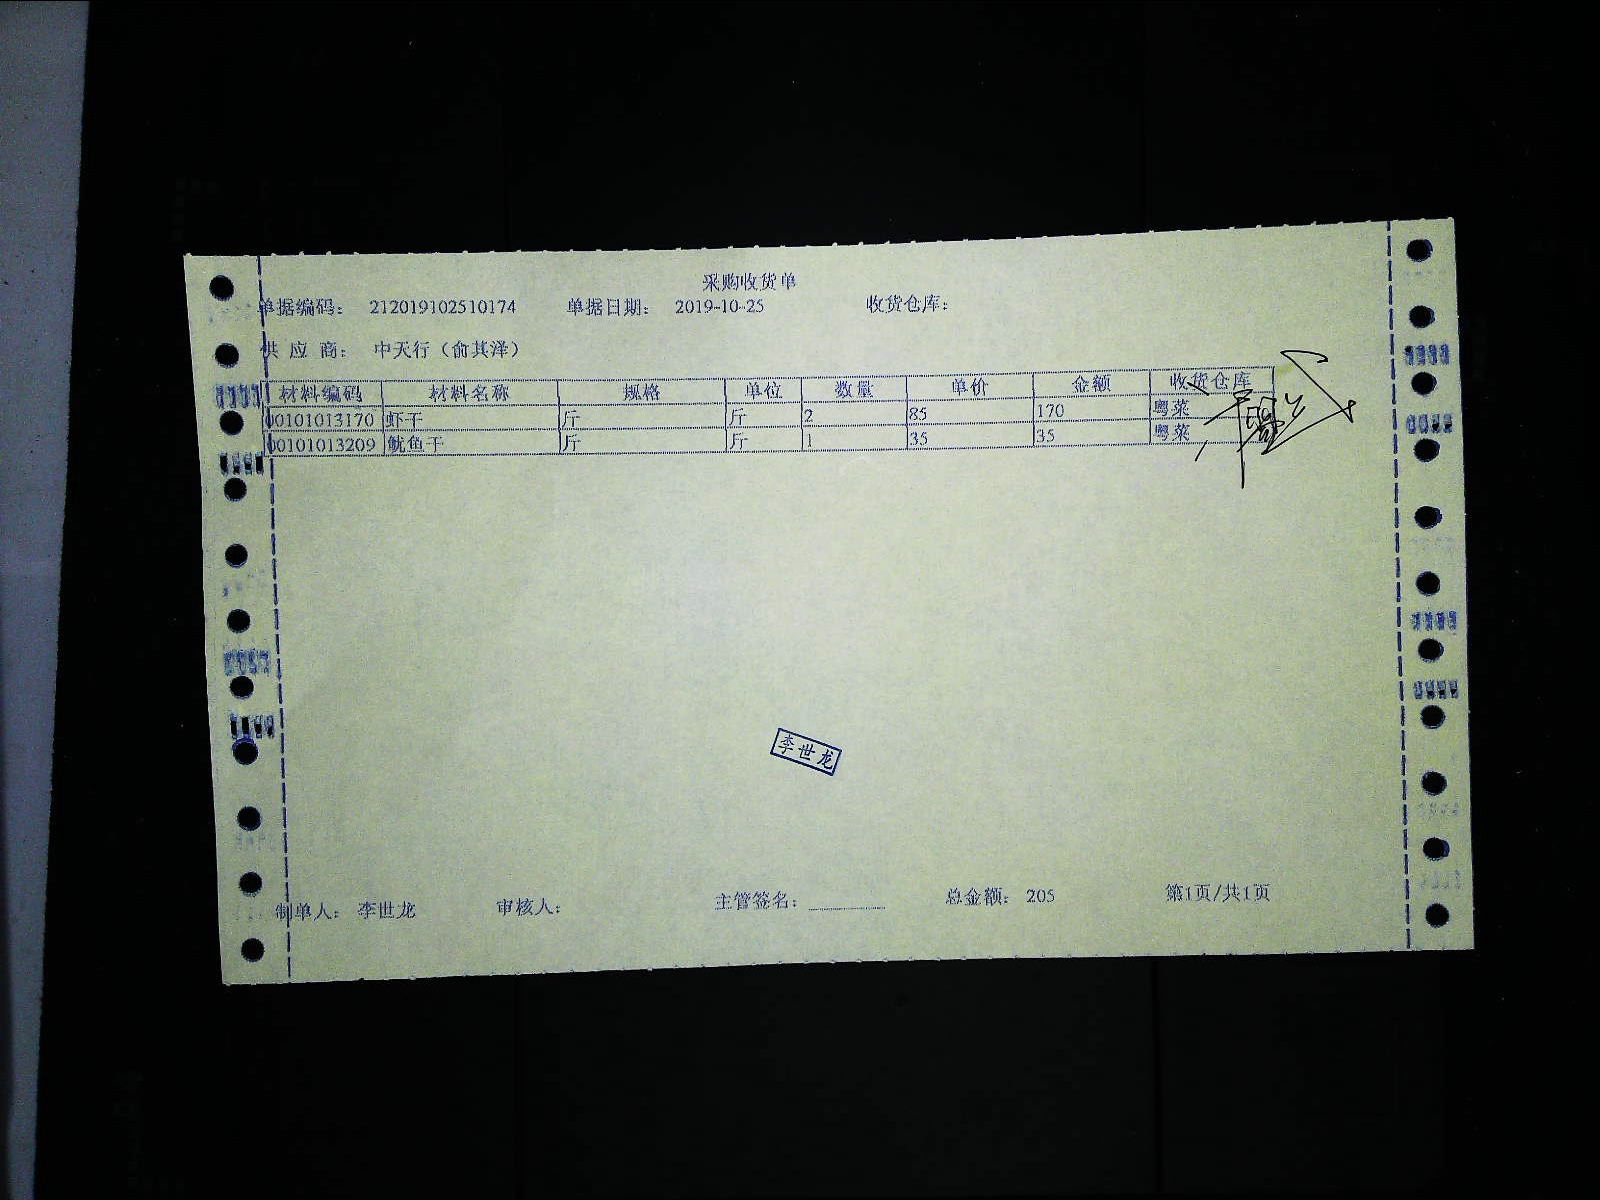 采购收货单
单据编码： 212019102510174 单据日期： 2019-10-25 收货仓库：
供 应 商： 中天行（俞其泽）
材料编码 材料名称 规格 单位 数量 单价 金额 收货仓库
00101013170 虾干 斤 斤 2 85 170 粤菜
00101013209 鱿鱼干 斤 斤 1 35 35 粤菜
李世龙
制单人： 李世龙 审核人： 主管签名： 总金额： 205 第1页/共1页